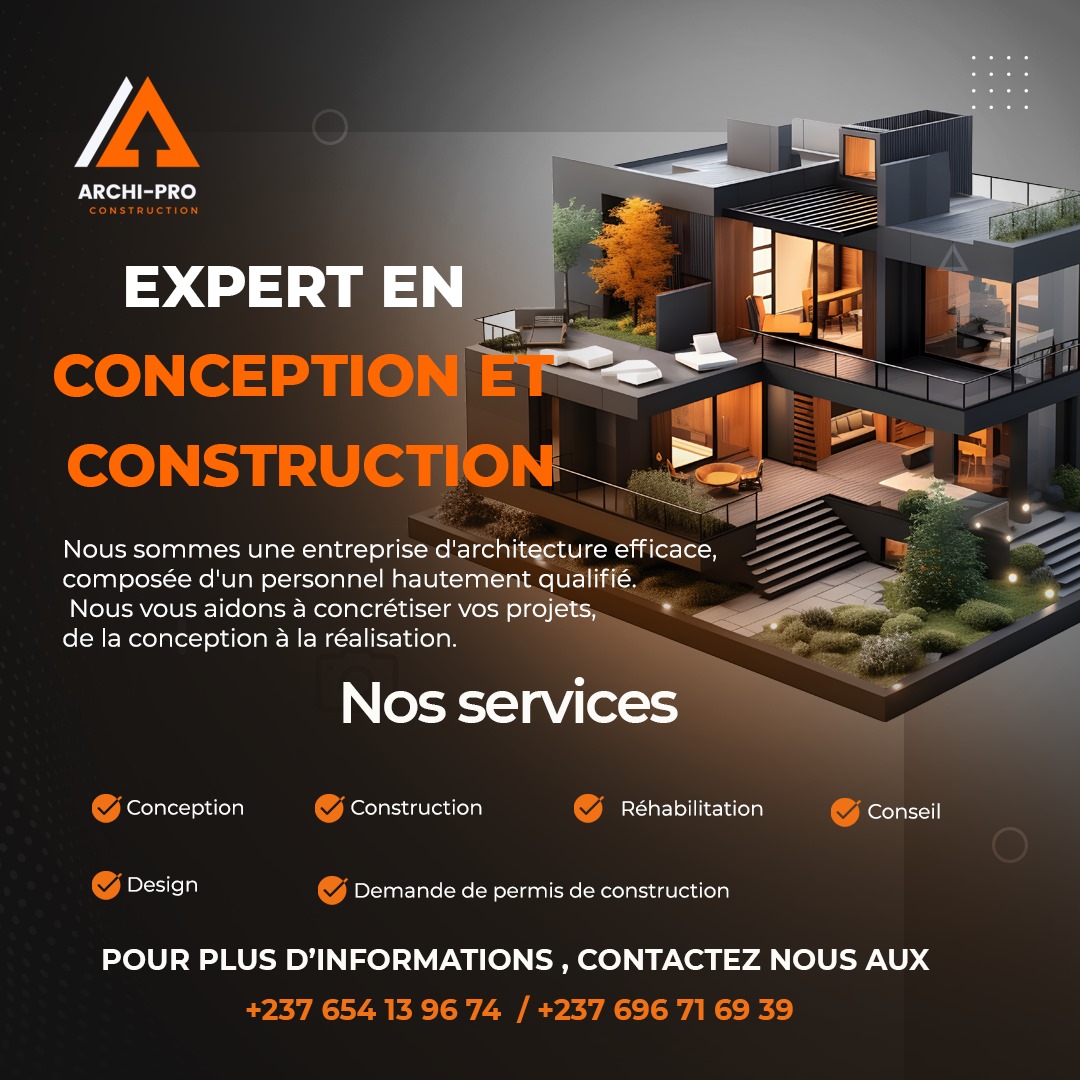 ARCHI-PRO
CONSTRUCTION
EXPERT EN
CONCEPTION ET
CONSTRUCTION
Nous sommes une entreprise d'architecture efficace,
composée d'un personnel hautement qualifié.
Nous vous aidons à concrétiser vos projets,
de la conception à la réalisation.
Nos services
Conception
Construction
Réhabilitation
Conseil
Design
Demande de permis de construction
POUR PLUS D’INFORMATIONS , CONTACTEZ NOUS AUX
+237 654 13 96 74 / +237 696 71 69 39